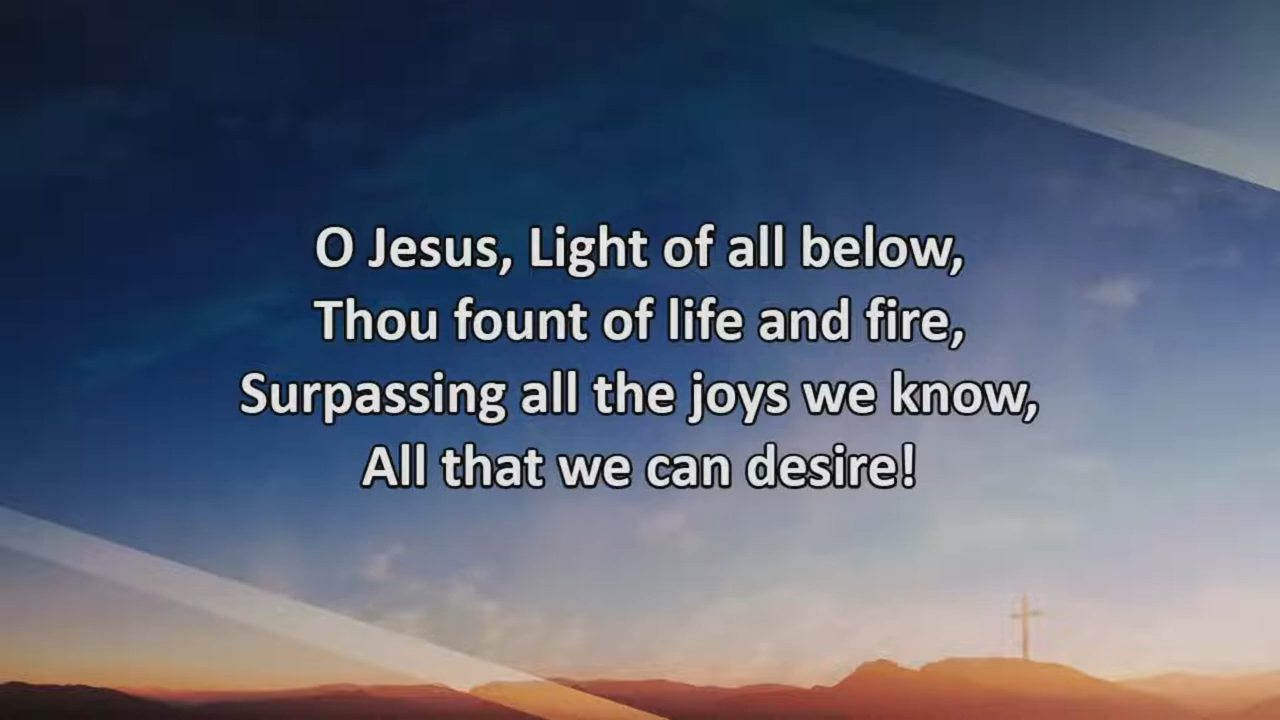 O Jesus, Light of all below,
Thou fount of life and fire,
Surpassing all the joys we know,
All that we can desire!